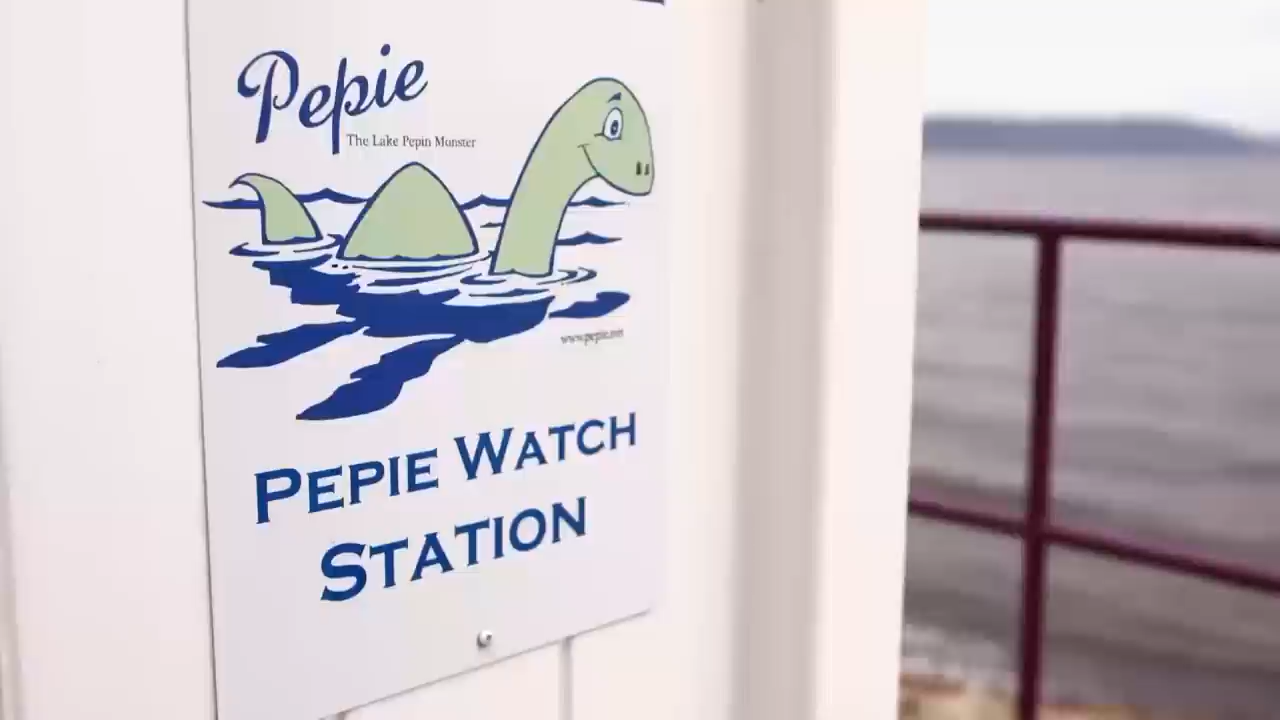 Pepie
The Lake Pepin Monster
www.pepie.net
PEPIE WATCH
STATION